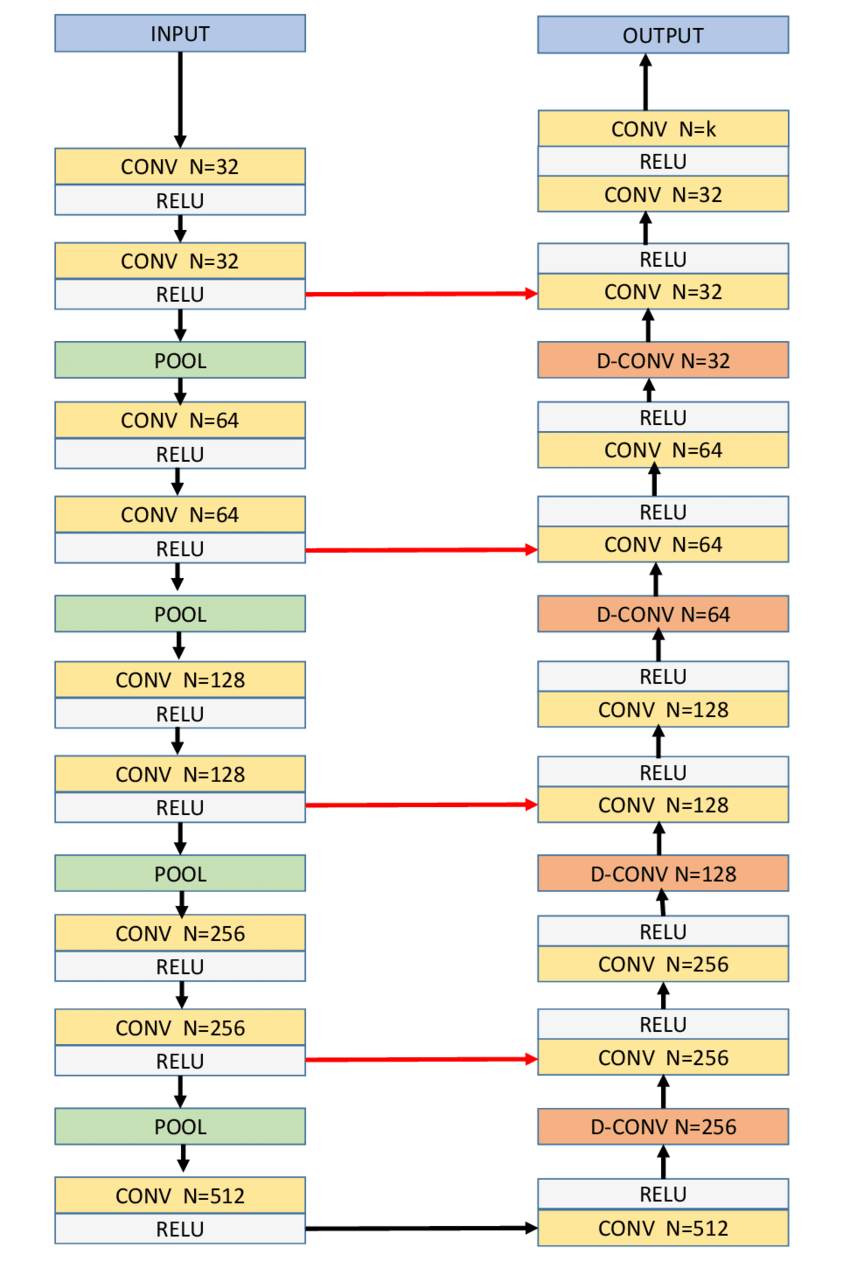 INPUT
CONV N=32
RELU
CONV N=32
RELU
POOL
CONV N=64
RELU
CONV N=64
RELU
POOL
CONV N=128
RELU
CONV N=128
RELU
POOL
CONV N=256
RELU
CONV N=256
RELU
POOL
CONV N=512
RELU
OUTPUT
CONV N=k
RELU
CONV N=32
RELU
CONV N=32
D-CONV N=32
RELU
CONV N=64
RELU
CONV N=64
D-CONV N=64
RELU
CONV N=128
RELU
CONV N=128
D-CONV N=128
RELU
CONV N=256
RELU
CONV N=256
D-CONV N=256
RELU
CONV N=512